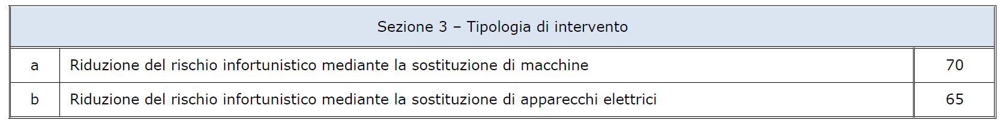 Sezione 3 – Tipologia di intervento
a Riduzione del rischio infortunistico mediante la sostituzione di macchine 70
b Riduzione del rischio infortunistico mediante la sostituzione di apparecchi elettrici 65